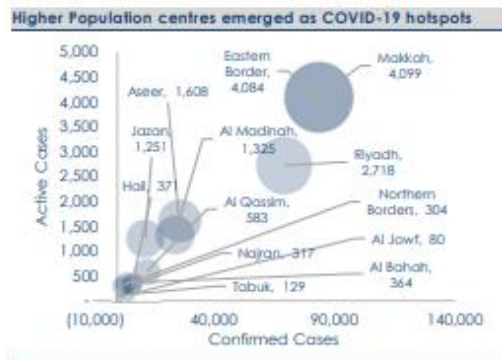 Higher Population centres emerged as COVID-19 hotspots
5,000
4,500
4,000
3,500
3,000
2,500
2,000
1,500
1,000
500
-
Active Cases
Eastern
Border,
4,084
Makkah,
4,099
Aseer, 1,608
Jazan,
1,251
Al Madinah,
1,325
Riyadh,
2,718
Hail, 371
Al Qassim,
583
Northern
Borders, 304
Najran, 317
Al Jowf, 80
Tabuk, 129
Al Bahah,
364
(10,000)
40,000
90,000
140,000
Confirmed Cases